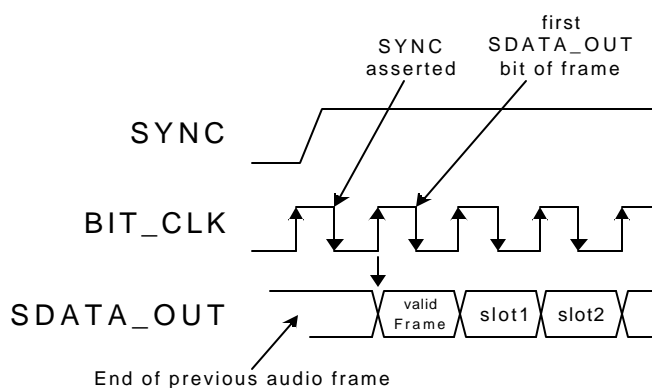 first
SYNC
SDATA_OUT
asserted
bit of frame
SYNC
BIT_CLK
SDATA_OUT
valid
Frame
slot1
slot2
End of previous audio frame